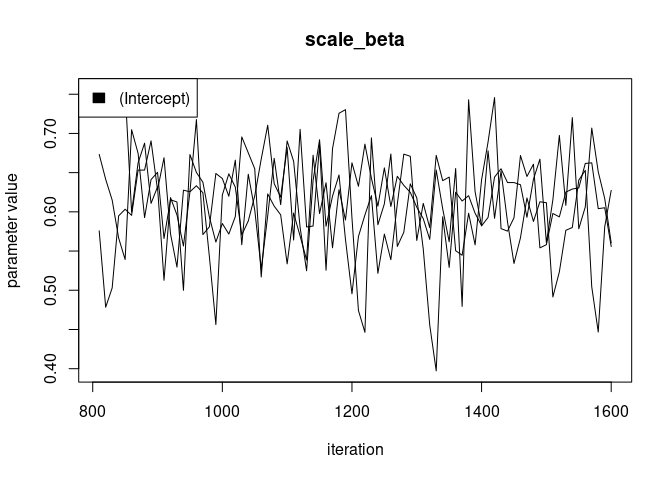 scale_beta
(Intercept)
parameter value
0.70
0.60
0.50
0.40
800 1000 1200 1400 1600
iteration